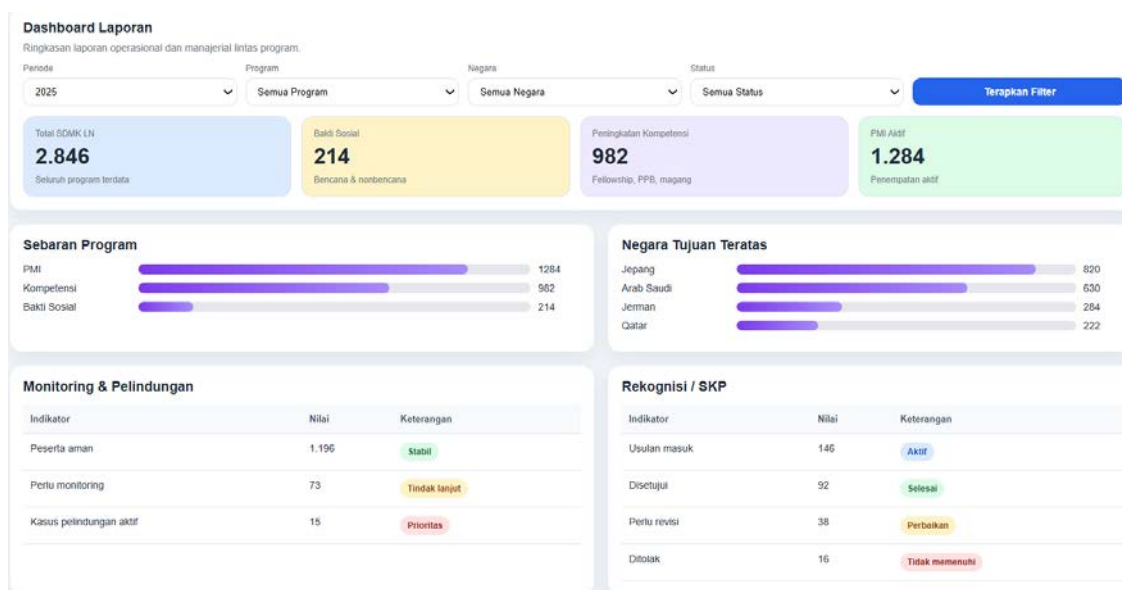 Dashboard Laporan
Ringkasan laporan operasional dan manajerial lintas program.
Periode Program Negara Status
2025 Semua Program Semua Negara Semua Status Terapkan Filter
Total SDMK LN Bakti Sosial Peningkatan Kompetensi PMI Aktif
2.846 214 982 1.284
Seluruh program terdata Bencana & nonbencana Fellowship, PPB, magang Penempatan aktif
Sebaran Program
PMI 1284
Kompetensi 982
Bakti Sosial 214
Negara Tujuan Teratas
Jepang 820
Arab Saudi 630
Jerman 284
Qatar 222
Monitoring & Pelindungan
Indikator Nilai Keterangan
Peserta aman 1.196 Stabil
Perlu monitoring 73 Tindak lanjut
Kasus pelindungan aktif 15 Prioritas
Rekognisi / SKP
Indikator Nilai Keterangan
Usulan masuk 146 Aktif
Disetujui 92 Selesai
Perlu revisi 38 Perbaikan
Ditolak 16 Tidak memenuhi